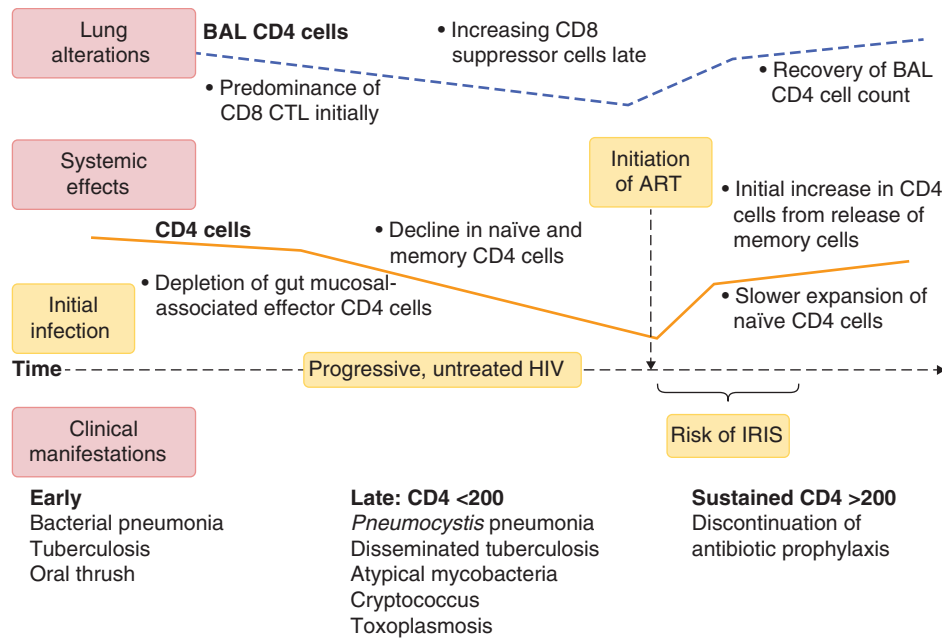 Lung
alterations
BAL CD4 cells
• Increasing CD8
suppressor cells late
• Predominance of
CD8 CTL initially
• Recovery of BAL
CD4 cell count
Systemic
effects
Initiation
of ART
• Initial increase in CD4
cells from release of
memory cells
CD4 cells
• Decline in naïve and
memory CD4 cells
• Depletion of gut mucosal-
associated effector CD4 cells
• Slower expansion of
naïve CD4 cells
Initial
infection
Time
Progressive, untreated HIV
Risk of IRIS
Clinical
manifestations
Early
Bacterial pneumonia
Tuberculosis
Oral thrush
Late: CD4 <200
Pneumocystis pneumonia
Disseminated tuberculosis
Atypical mycobacteria
Cryptococcus
Toxoplasmosis
Sustained CD4 >200
Discontinuation of
antibiotic prophylaxis